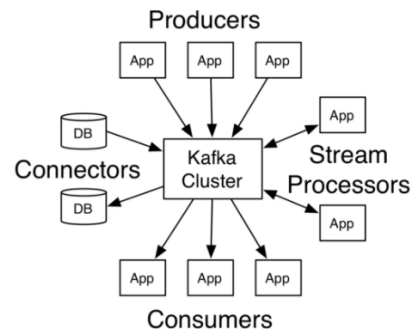 Producers
App
App
App
DB
App
Connectors
Kafka
Cluster
Stream
Processors
DB
App
App
App
App
Consumers